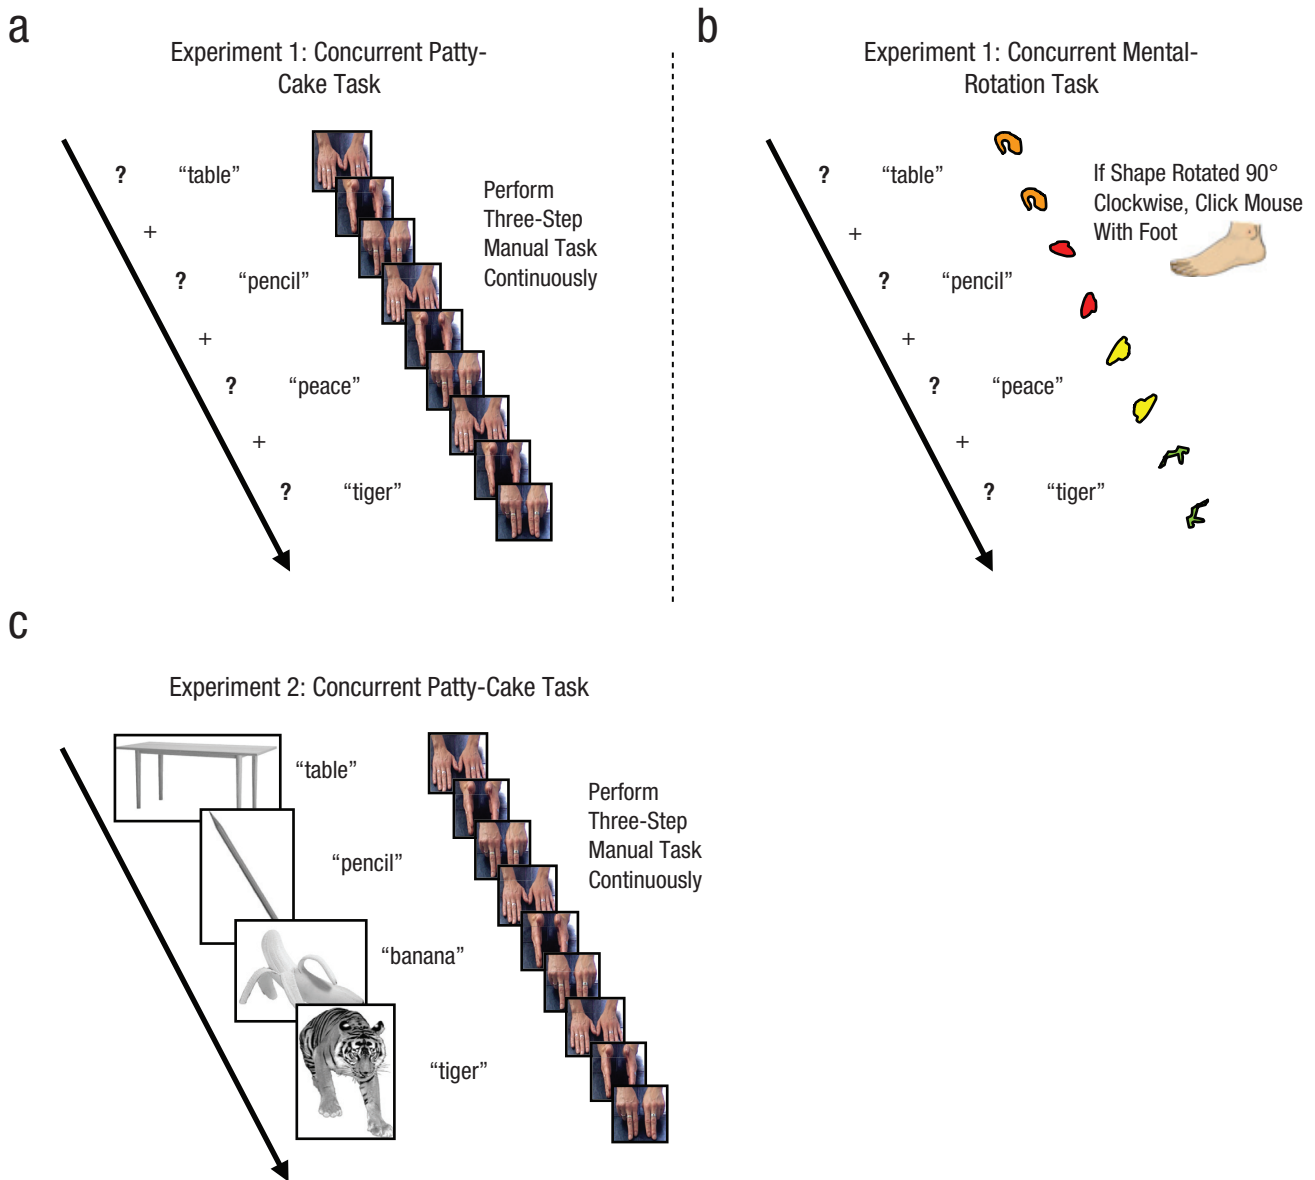 a
Experiment 1: Concurrent Patty-
Cake Task
? “table”
+
? “pencil”
+
? “peace”
+
? “tiger”
Perform
Three-Step
Manual Task
Continuously
b
Experiment 1: Concurrent Mental-
Rotation Task
? “table”
+
? “pencil”
+
? “peace”
+
? “tiger”
If Shape Rotated 90°
Clockwise, Click Mouse
With Foot
c
Experiment 2: Concurrent Patty-Cake Task
“table”
“pencil”
“banana”
“tiger”
Perform
Three-Step
Manual Task
Continuously